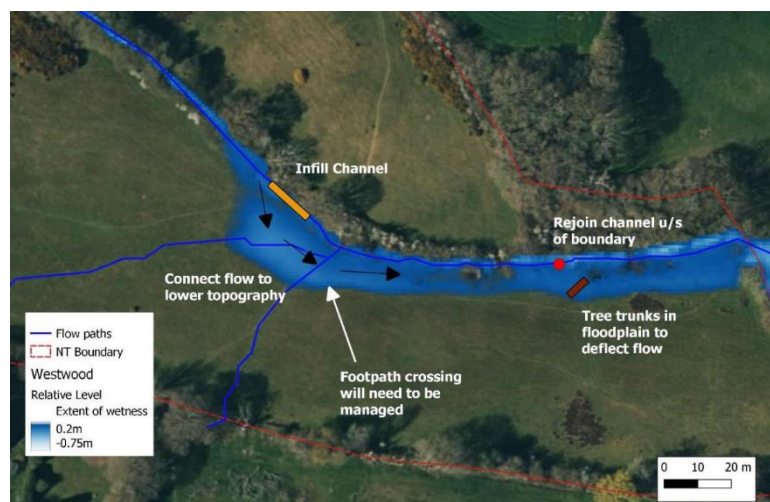 Infill Channel
Rejoin channel u/s
of boundary
Connect flow to
lower topography
Tree trunks in
floodplain to
deflect flow
Footpath crossing
will need to be
managed
Flow paths
NT Boundary
Westwood
Relative Level
Extent of wetness
0.2m
-0.75m
0 10 20 m